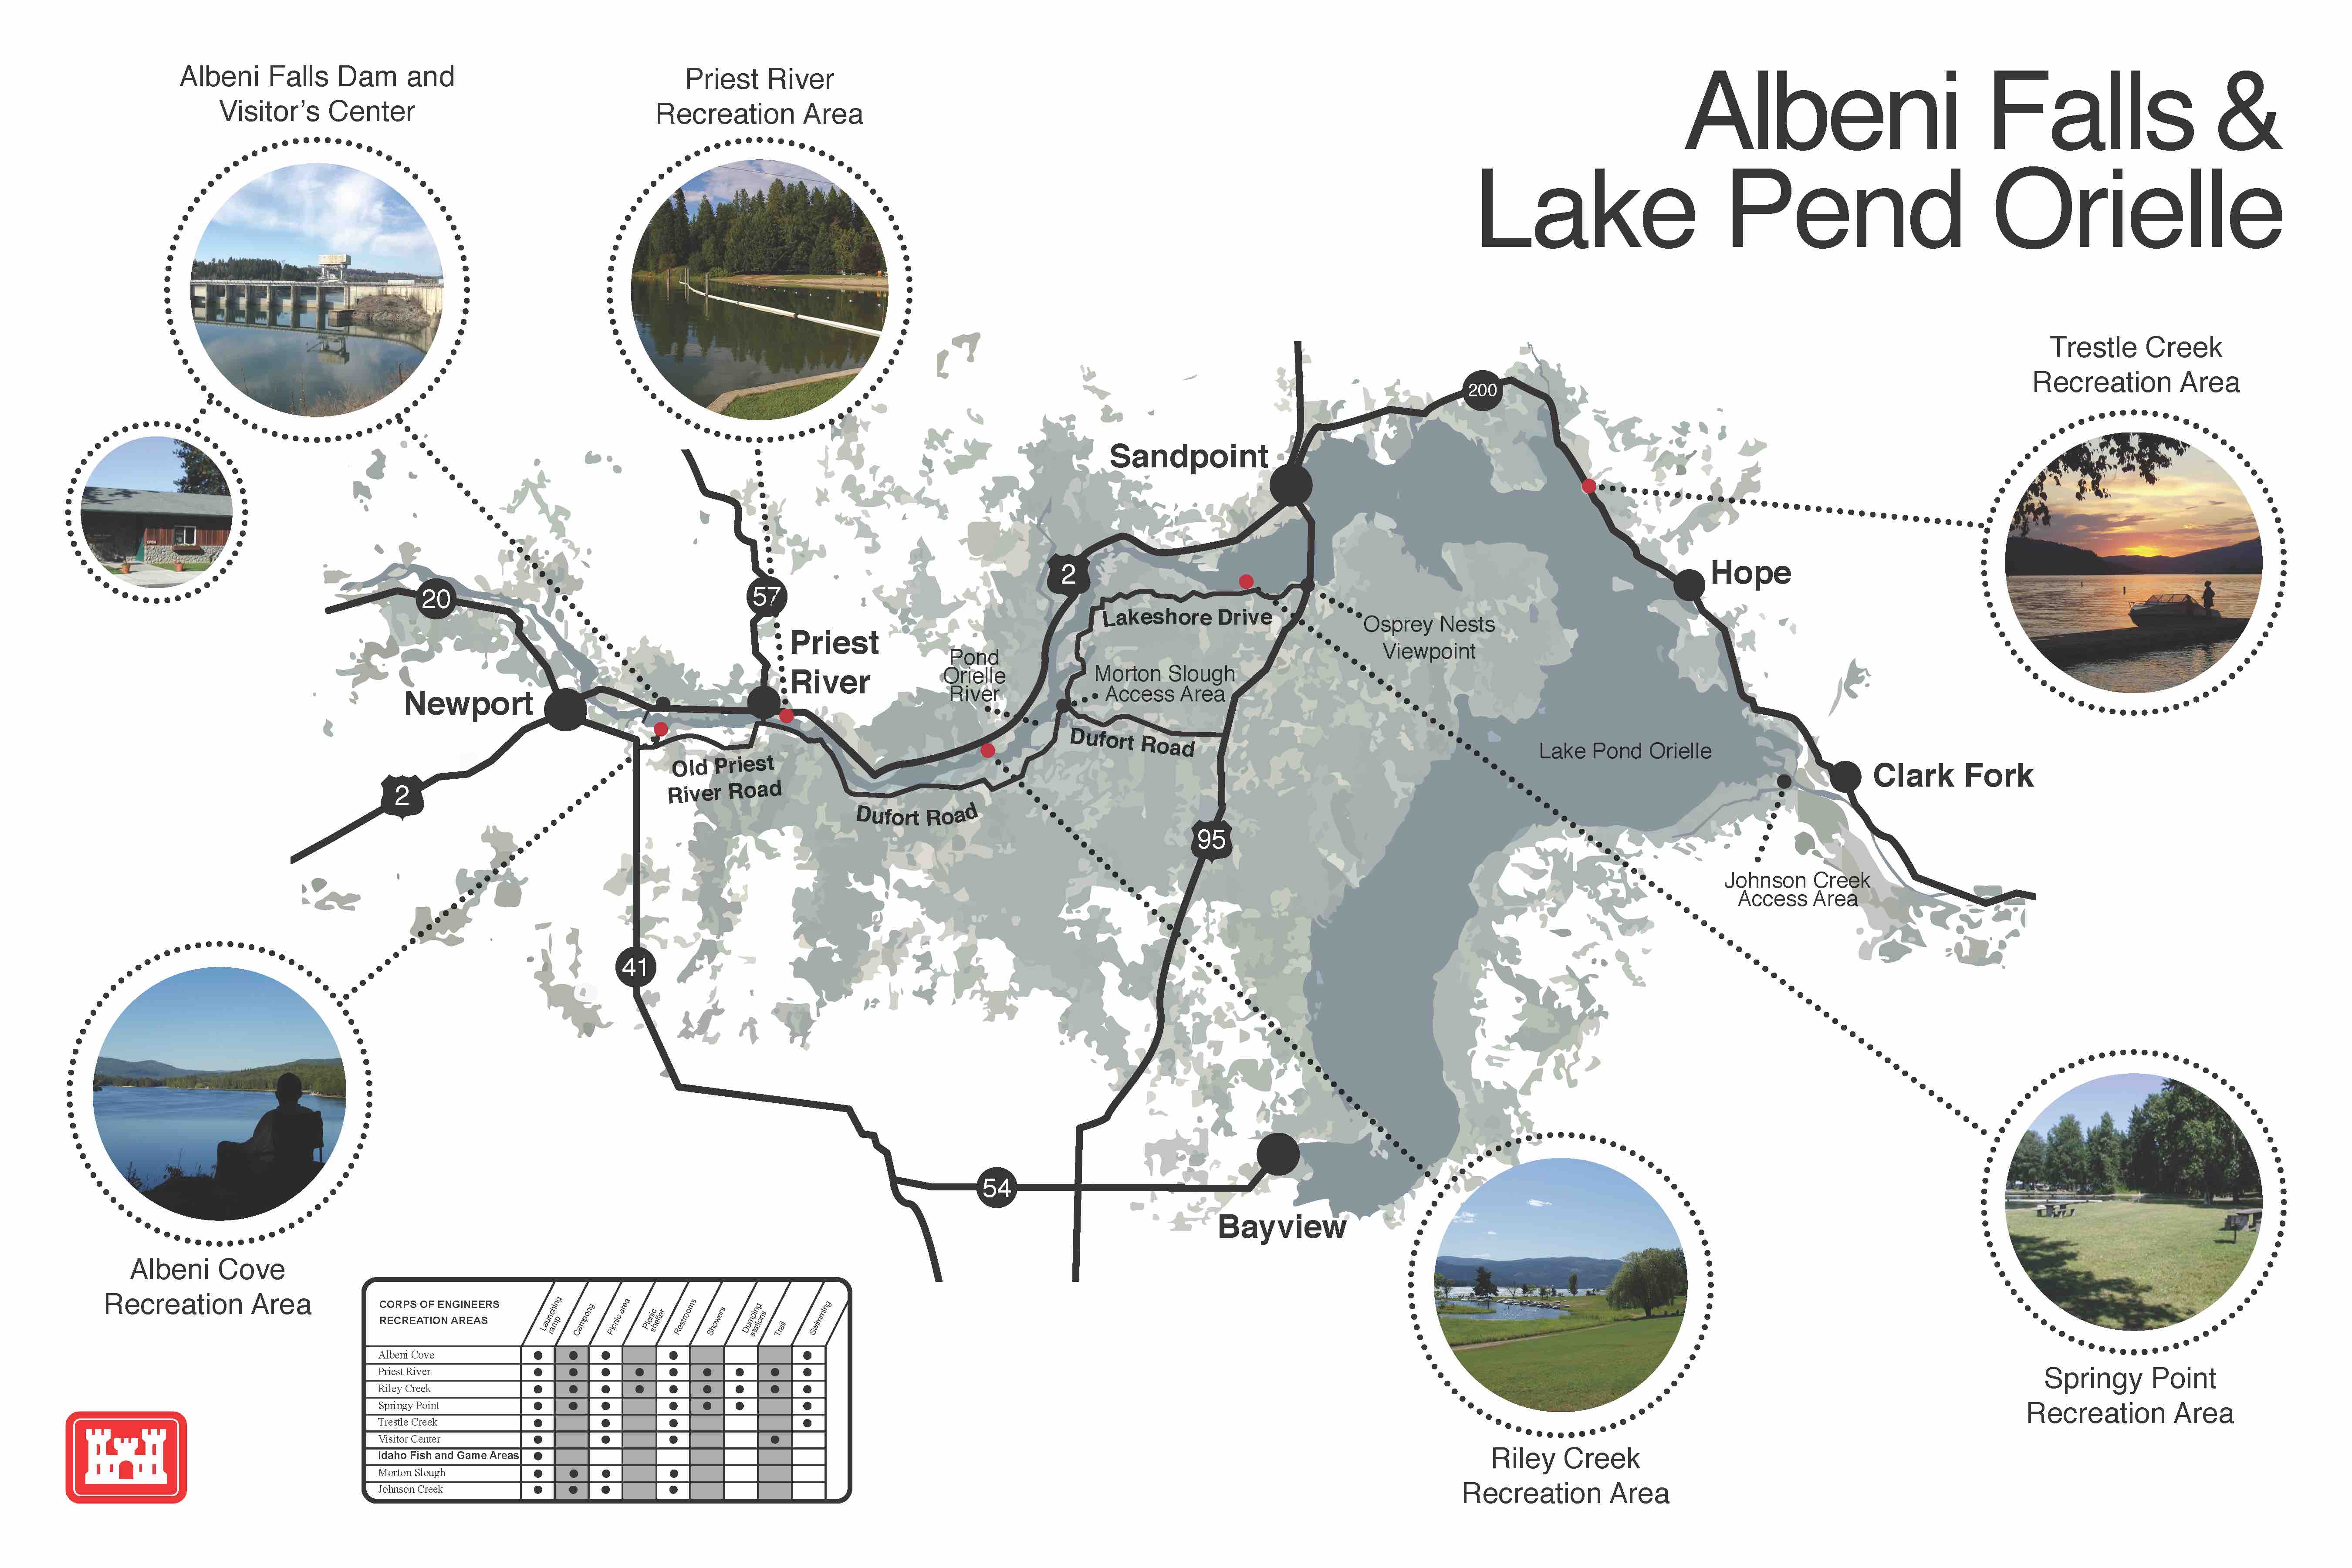 Albeni Falls &
Lake Pend Orielle
Albeni Falls Dam and
Visitor's Center
Priest River
Recreation Area
Trestle Creek
Recreation Area
200
Sandpoint
Hope
2
57
20
Lakeshore Drive
Osprey Nests
Viewpoint
Priest
River
Pond
Orielle
River
Morton Slough
Access Area
Newport
Dufort Road
Lake Pond Orielle
Clark Fork
Old Priest
River Road
2
Dufort Road
95
Johnson Creek
Access Area
41
54
Bayview
Albeni Cove
Recreation Area
Springy Point
Recreation Area
Riley Creek
Recreation Area
CORPS OF ENGINEERS
RECREATION AREAS
Launching
ramp
Campong
Picnic area
Picnic
shelter
Restrooms
Showers
Dumping
stations
Trail
Swimming
Albeni Cove
Priest River
Riley Creek
Springy Point
Trestle Creek
Visitor Center
Idaho Fish and Game Areas
Morton Slough
Johnson Creek